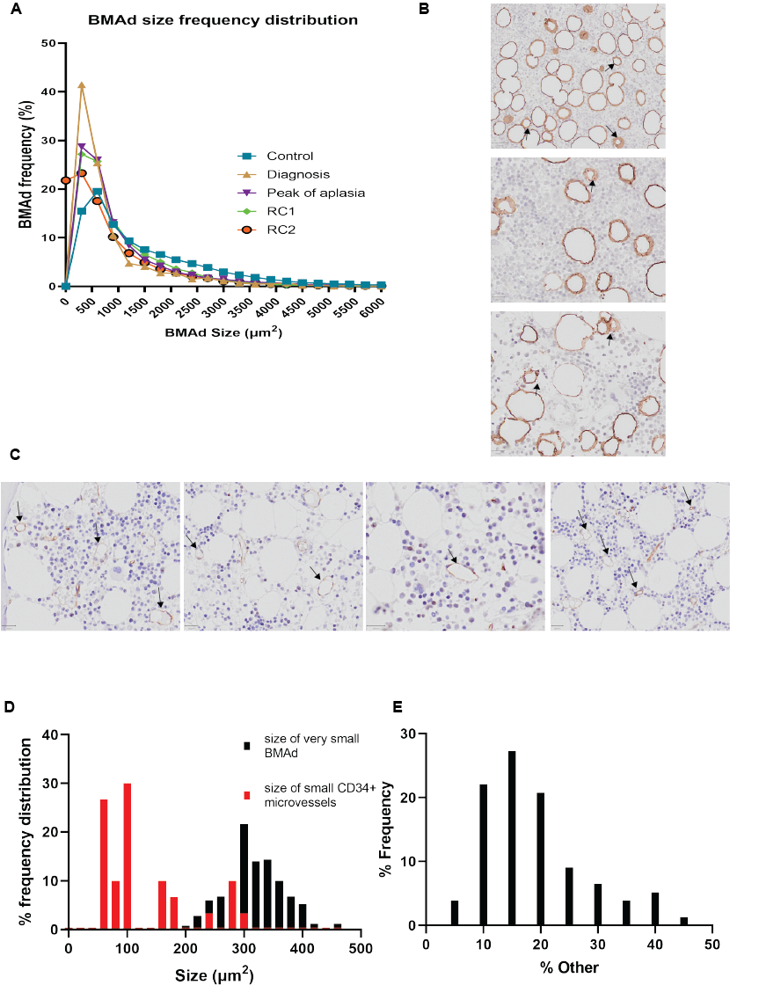 A
BMAd size frequency distribution
BMAd frequency (%)
50
40
30
20
10
0
Control
Diagnosis
Peak of aplasia
RC1
RC2
0 500 1000 1500 2000 2500 3000 3500 4000 4500 5000 5500 6000
BMAd Size (µm²)
B
C
D
% frequency distribution
40
30
20
10
0
size of very small
BMAd
size of small CD34+
microvessels
0 100 200 300 400 500
Size (µm²)
E
% Frequency
30
20
10
0
0 10 20 30 40 50
% Other